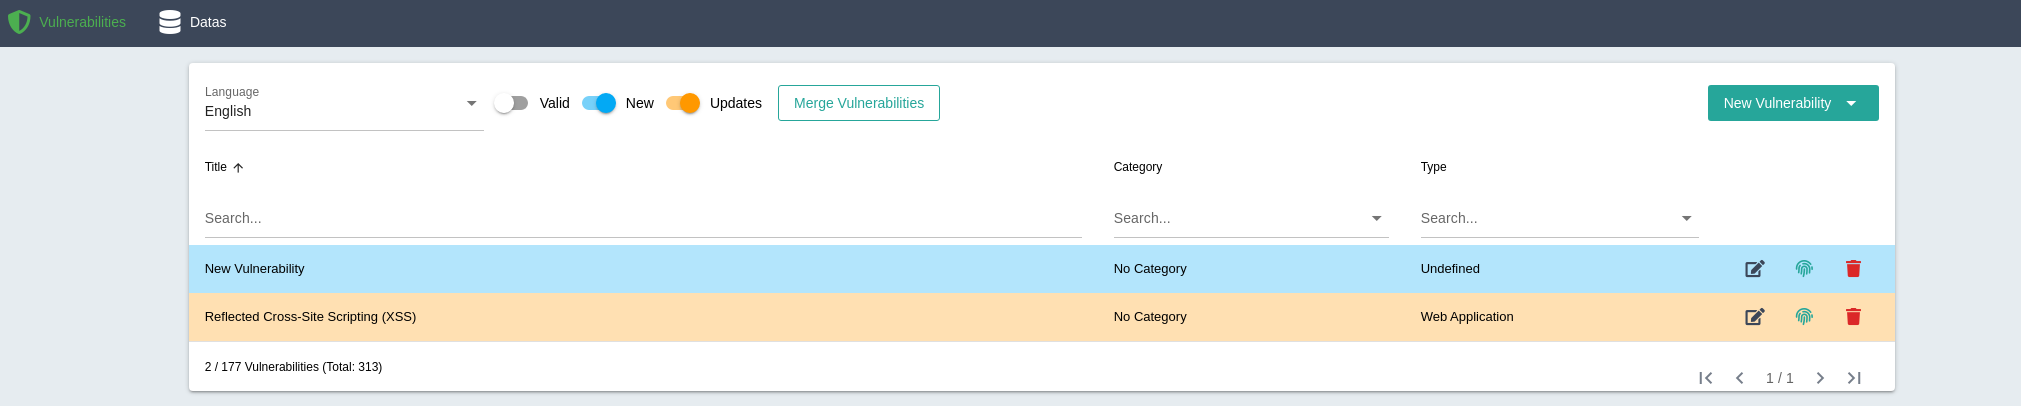 Vulnerabilities Datas
Language
English
Valid New Updates Merge Vulnerabilities New Vulnerability
Title Category Type
Search... Search... Search...
New Vulnerability No Category Undefined
Reflected Cross-Site Scripting (XSS) No Category Web Application
2 / 177 Vulnerabilities (Total: 313)
1 / 1